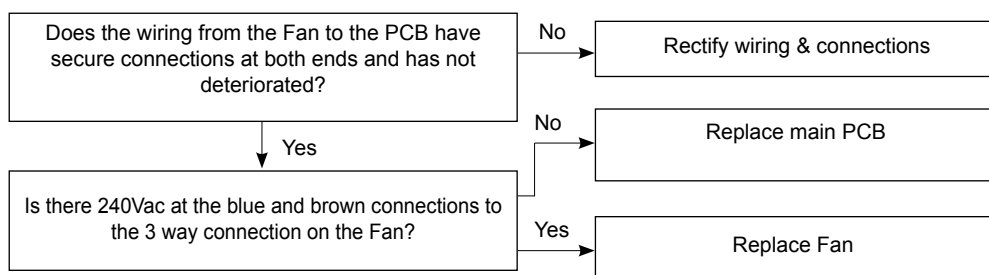 Does the wiring from the Fan to the PCB have
secure connections at both ends and has not
deteriorated?
No
Rectify wiring & connections
Yes
No
Replace main PCB
Is there 240Vac at the blue and brown connections to
the 3 way connection on the Fan?
Yes
Replace Fan